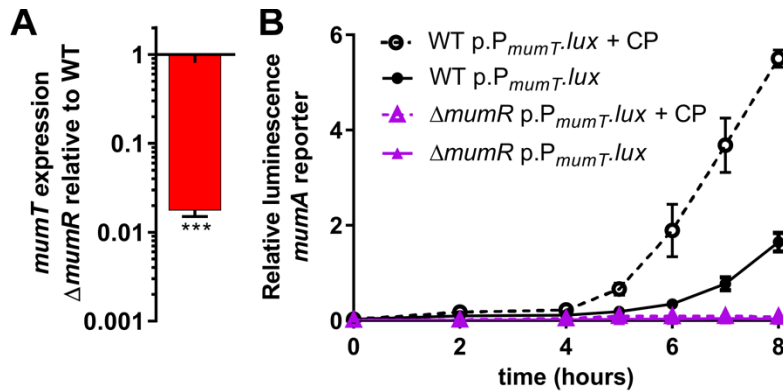 A
mumT expression
ΔmumR relative to WT
1
0.1
0.01
0.001
***
B
Relative luminescence
mumA reporter
6
4
2
0
WT p.PmumT.lux + CP
WT p.PmumT.lux
ΔmumR p.PmumT.lux + CP
ΔmumR p.PmumT.lux
0 2 4 6 8
time (hours)